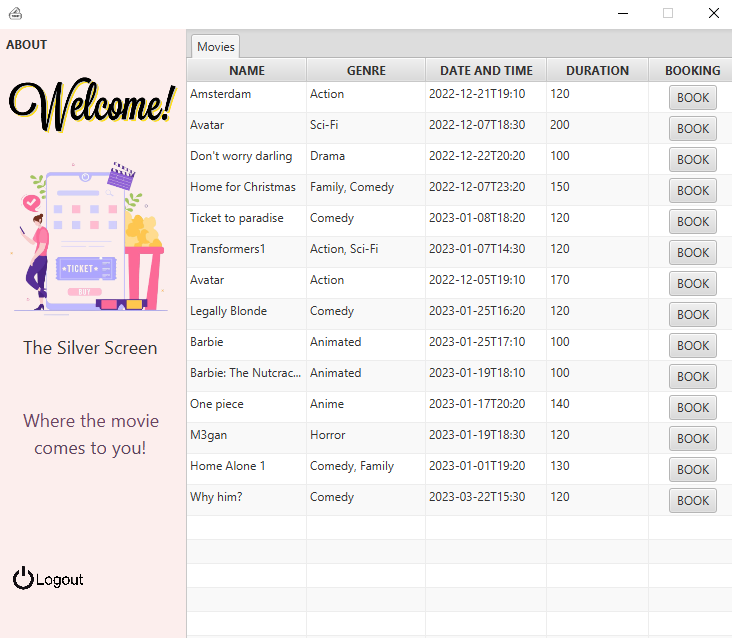 ABOUT
Welcome!
TICKET
BUY
The Silver Screen
Where the movie
comes to you!
Logout
Movies
NAME GENRE DATE AND TIME DURATION BOOKING
Amsterdam Action 2022-12-21T19:10 120 BOOK
Avatar Sci-Fi 2022-12-07T18:30 200 BOOK
Don't worry darling Drama 2022-12-22T20:20 100 BOOK
Home for Christmas Family, Comedy 2022-12-07T23:20 150 BOOK
Ticket to paradise Comedy 2023-01-08T18:20 120 BOOK
Transformers1 Action, Sci-Fi 2023-01-07T14:30 120 BOOK
Avatar Action 2022-12-05T19:10 170 BOOK
Legally Blonde Comedy 2023-01-25T16:20 120 BOOK
Barbie Animated 2023-01-25T17:10 100 BOOK
Barbie: The Nutcrac... Animated 2023-01-19T18:10 100 BOOK
One piece Anime 2023-01-17T20:20 140 BOOK
M3gan Horror 2023-01-19T18:30 120 BOOK
Home Alone 1 Comedy, Family 2023-01-01T19:20 130 BOOK
Why him? Comedy 2023-03-22T15:30 120 BOOK